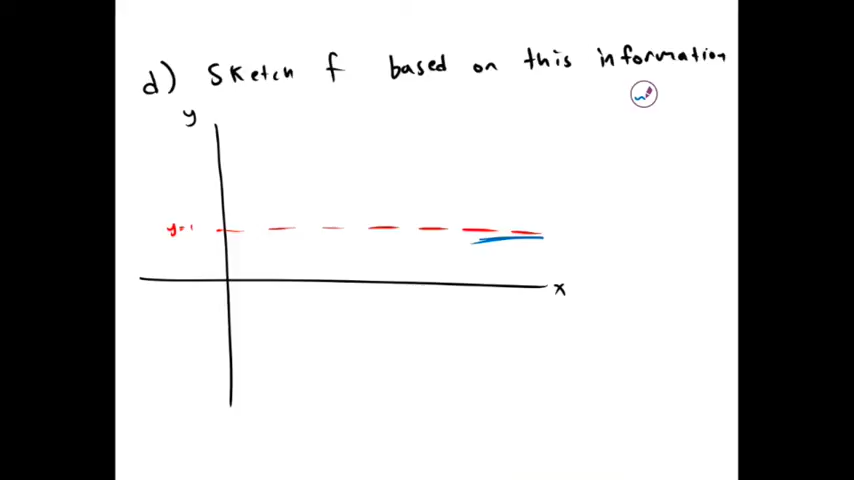 d) Sketch f based on this information
y
y=1
x